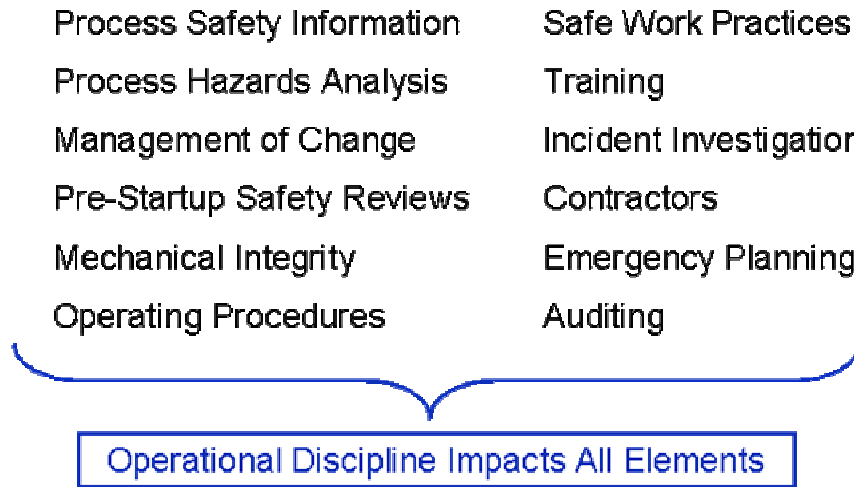 Process Safety Information
Process Hazards Analysis
Management of Change
Pre-Startup Safety Reviews
Mechanical Integrity
Operating Procedures
Safe Work Practices
Training
Incident Investigation
Contractors
Emergency Planning
Auditing
Operational Discipline Impacts All Elements